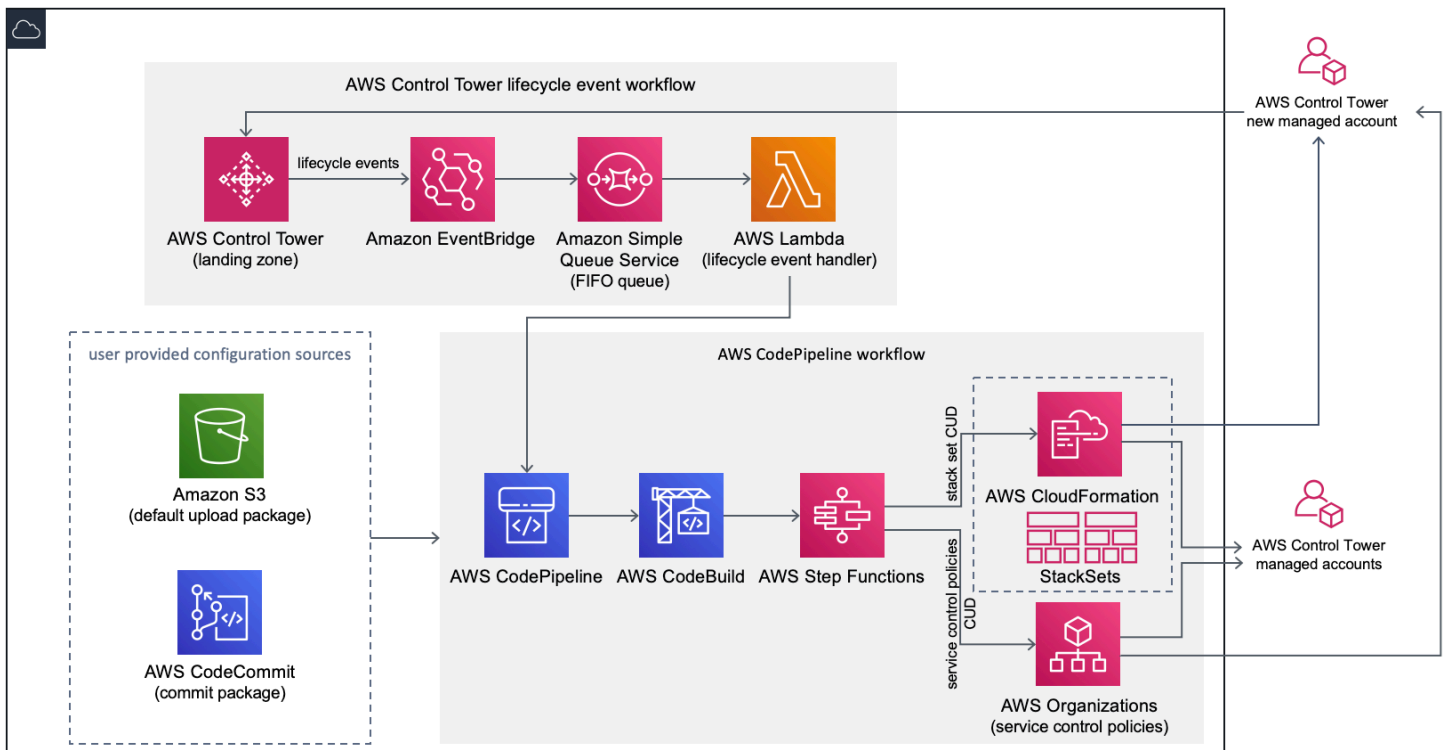 AWS Control Tower lifecycle event workflow
AWS Control Tower
new managed account
lifecycle events
AWS Control Tower
(landing zone)
Amazon EventBridge
Amazon Simple
Queue Service
(FIFO queue)
AWS Lambda
(lifecycle event handler)
user provided configuration sources
Amazon S3
(default upload package)
AWS CodeCommit
(commit package)
AWS CodePipeline workflow
AWS CodePipeline
AWS CodeBuild
AWS Step Functions
stack set CUD
service control policies
CUD
AWS CloudFormation
StackSets
AWS Organizations
(service control policies)
AWS Control Tower
managed accounts